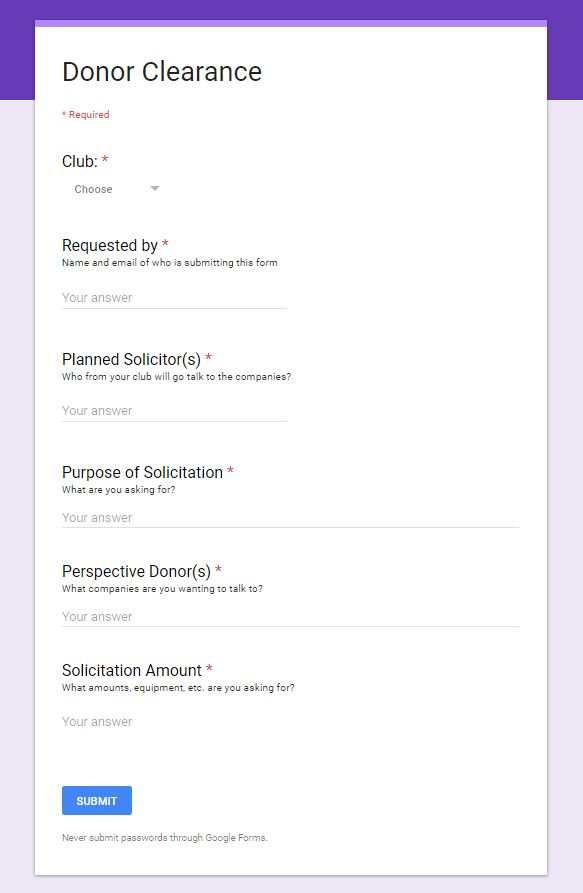 Donor Clearance
* Required
Club: *
Choose
Requested by *
Name and email of who is submitting this form
Your answer
Planned Solicitor(s) *
Who from your club will go talk to the companies?
Your answer
Purpose of Solicitation *
What are you asking for?
Your answer
Perspective Donor(s) *
What companies are you wanting to talk to?
Your answer
Solicitation Amount *
What amounts, equipment, etc. are you asking for?
Your answer
SUBMIT
Never submit passwords through Google Forms.